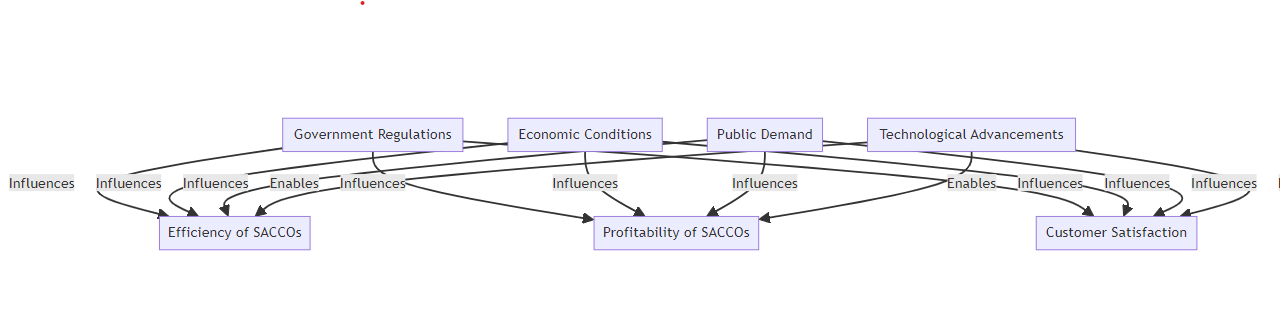 Government Regulations
Economic Conditions
Public Demand
Technological Advancements
Influences
Influences
Influences
Enables
Influences
Influences
Influences
Enables
Influences
Influences
Influences
Efficiency of SACCOs
Profitability of SACCOs
Customer Satisfaction